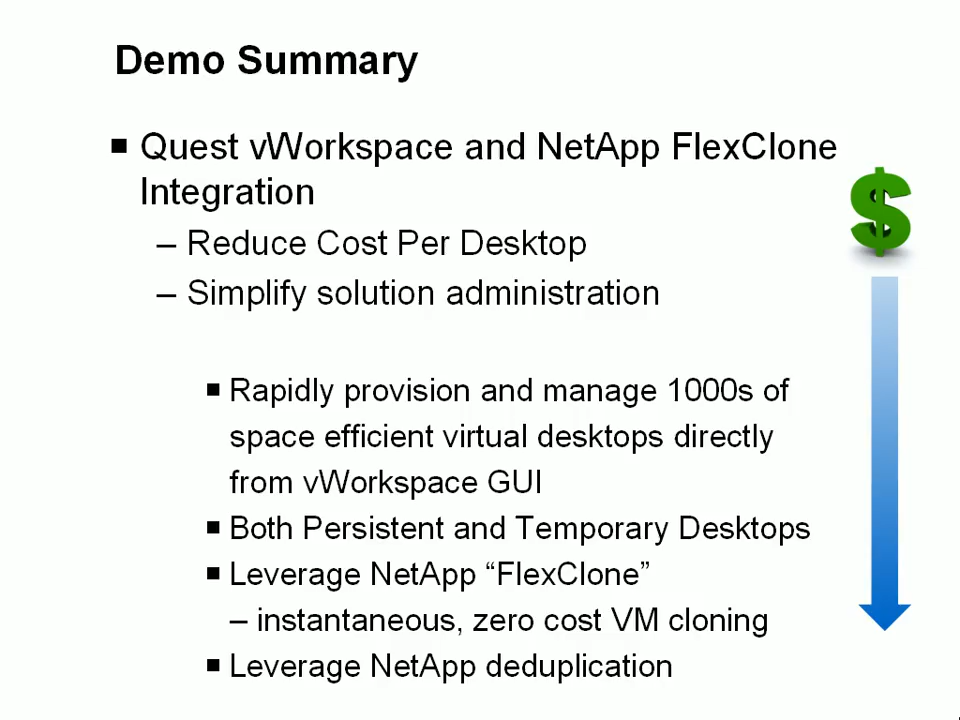 Demo Summary
■ Quest vWorkspace and NetApp FlexClone
Integration
– Reduce Cost Per Desktop
– Simplify solution administration
■ Rapidly provision and manage 1000s of
space efficient virtual desktops directly
from vWorkspace GUI
■ Both Persistent and Temporary Desktops
■ Leverage NetApp “FlexClone”
– instantaneous, zero cost VM cloning
■ Leverage NetApp deduplication
$